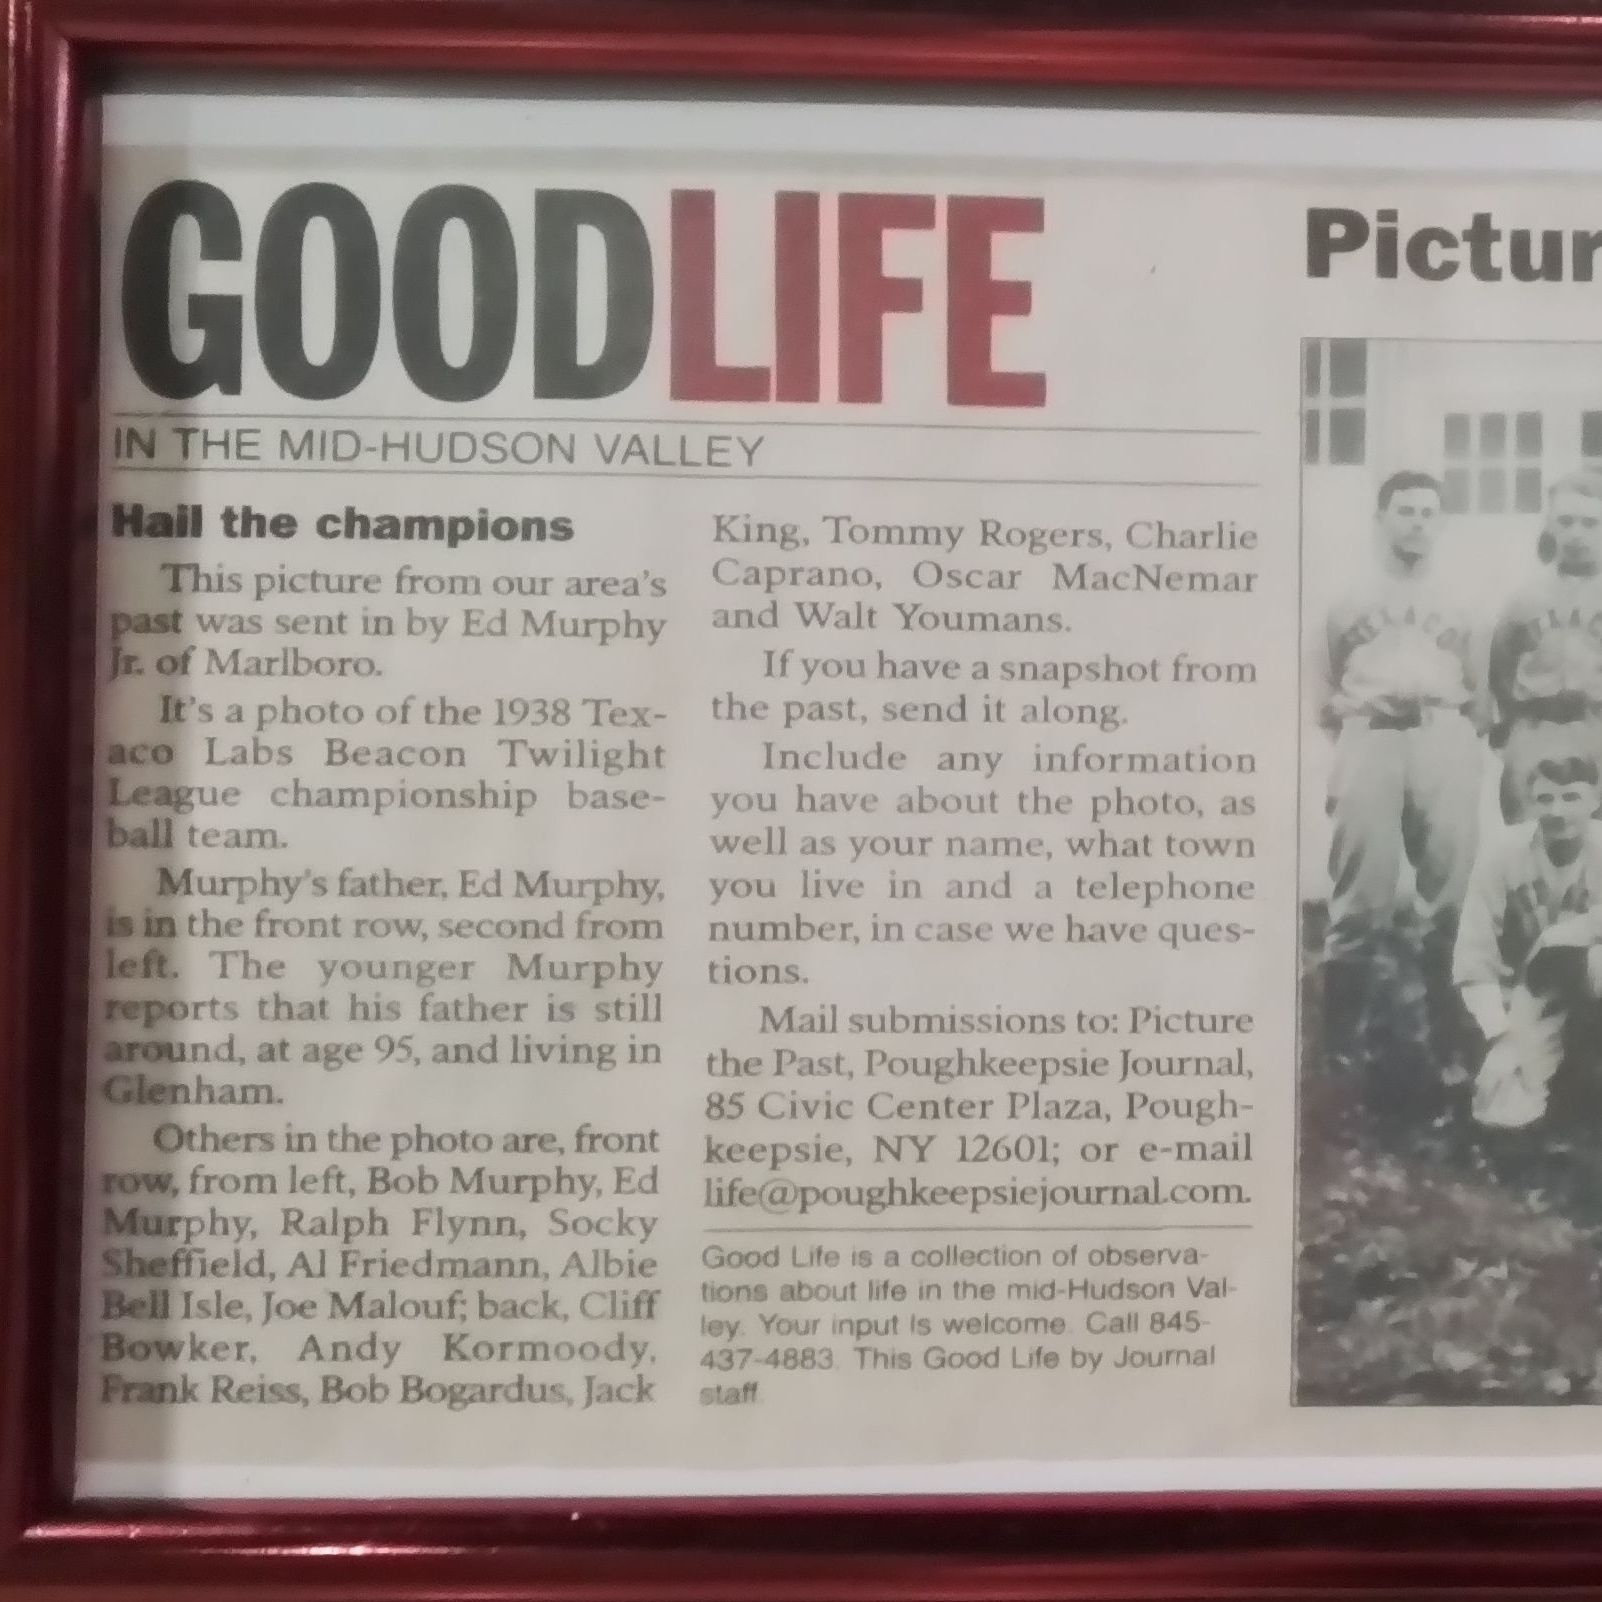 GOODLIFE
IN THE MID-HUDSON VALLEY
Hail the champions
This picture from our area's
past was sent in by Ed Murphy
Jr. of Marlboro.
It's a photo of the 1938 Tex-
aco Labs Beacon Twilight
League championship base-
ball team.
Murphy's father, Ed Murphy,
is in the front row, second from
left. The younger Murphy
reports that his father is still
around, at age 95, and living in
Glenham.
Others in the photo are, front
row, from left, Bob Murphy, Ed
Murphy, Ralph Flynn, Socky
Sheffield, Al Friedmann, Albie
Bell Isle, Joe Malouf; back, Cliff
Bowker, Andy Kormoody,
Frank Reiss, Bob Bogardus, Jack
King, Tommy Rogers, Charlie
Caprano, Oscar MacNemar
and Walt Youmans.
If you have a snapshot from
the past, send it along.
Include any information
you have about the photo, as
well as your name, what town
you live in and a telephone
number, in case we have ques-
tions.
Mail submissions to: Picture
the Past, Poughkeepsie Journal,
85 Civic Center Plaza, Pough-
keepsie, NY 12601; or e-mail
life@poughkeepsiejournal.com.
Good Life is a collection of observa-
tions about life in the mid-Hudson Val-
ley. Your input is welcome. Call 845-
437-4883. This Good Life by Journal
staff.
Pictur